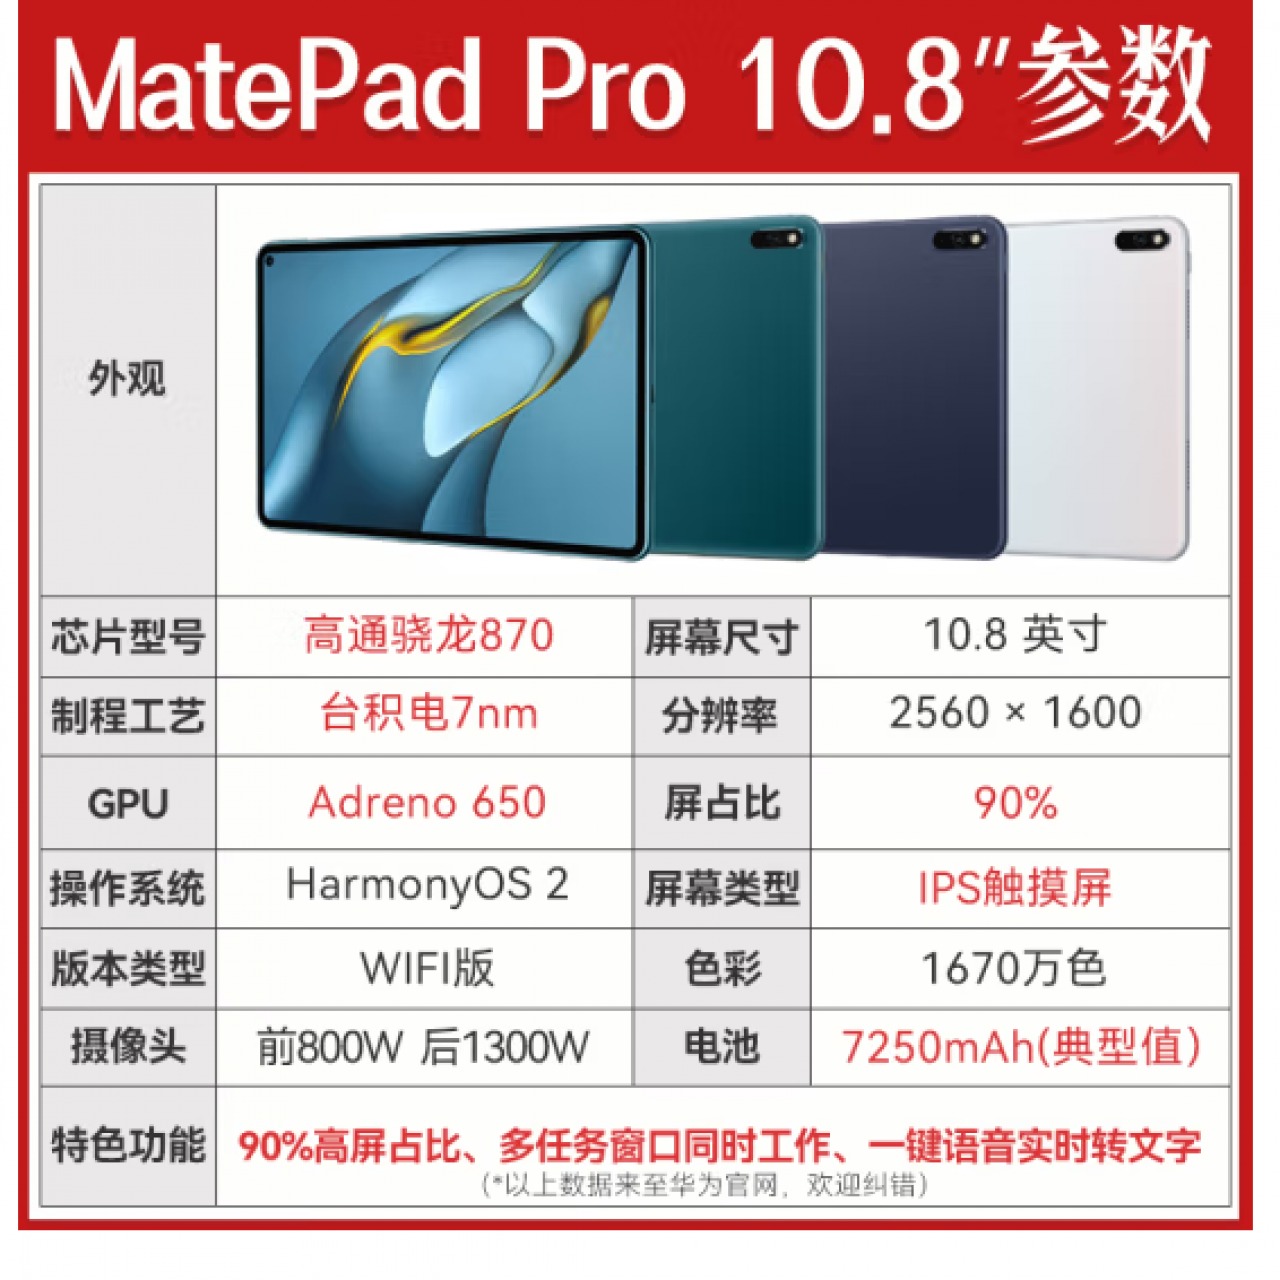 MatePad Pro 10.8″参数
外观
芯片型号 高通骁龙870 屏幕尺寸 10.8 英寸
制程工艺 台积电7nm 分辨率 2560 × 1600
GPU Adreno 650 屏占比 90%
操作系统 HarmonyOS 2 屏幕类型 IPS触摸屏
版本类型 WIFI版 色彩 1670万色
摄像头 前800W 后1300W 电池 7250mAh(典型值)
特色功能 90%高屏占比、多任务窗口同时工作、一键语音实时转文字
(*以上数据来至华为官网，欢迎纠错)